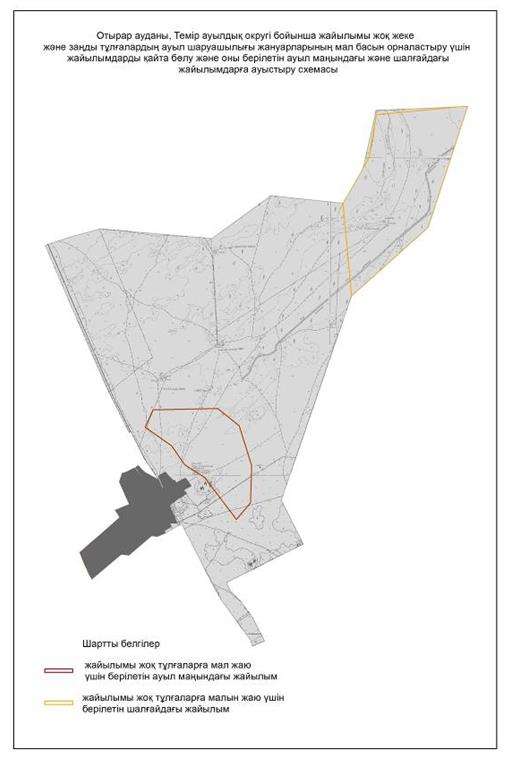 Отырар ауданы, Темір ауылдық округі бойынша жайылымы жоқ жеке
және заңды тұлғалардың ауыл шаруашылығы жануарларының мал басын орналастыру үшін
жайылымдарды қайта бөлу және оны берілетін ауыл маңындағы және шалғайдағы
жайылымдарға ауыстыру схемасы
Шартты белгілер
жайылымы жоқ тұлғаларға мал жаю
үшін берілетін ауыл маңындағы жайылым
жайылымы жоқ тұлғаларға малын жаю үшін
берілетін шалғайдағы жайылым